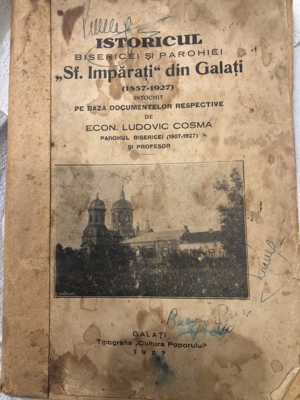 ISTORICUL
BISERICEI ȘI PAROHIEI
„Sf. Împărați“ din Galați
(1857-1927)
ÎNTOCMIT
PE BAZA DOCUMENTELOR RESPECTIVE
DE
ECON. LUDOVIC COSMA
PAROHUL BISERICEI (1907-1927)
ȘI PROFESOR
GALAȚI
Tipografia „Cultura Poporului“
1927